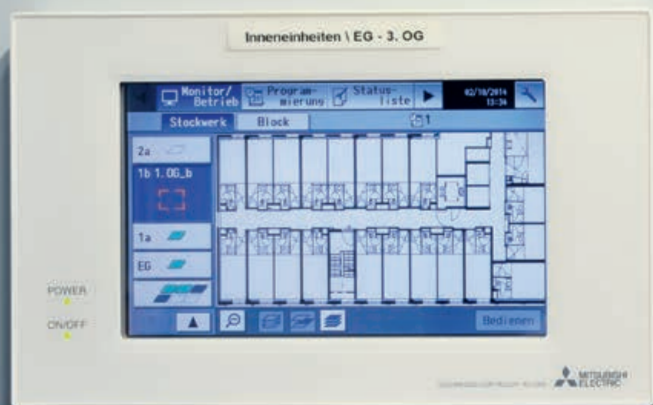 Inneneinheiten \ EG - 3. OG
Monitor/
Betrieb
Program-
mierung
Status-
liste
02/10/2014
13:36
Stockwerk
Block
1
2a
1b 1.OG_b
1a
EG
POWER
ON/OFF
Bedienen
MITSUBISHI
ELECTRIC